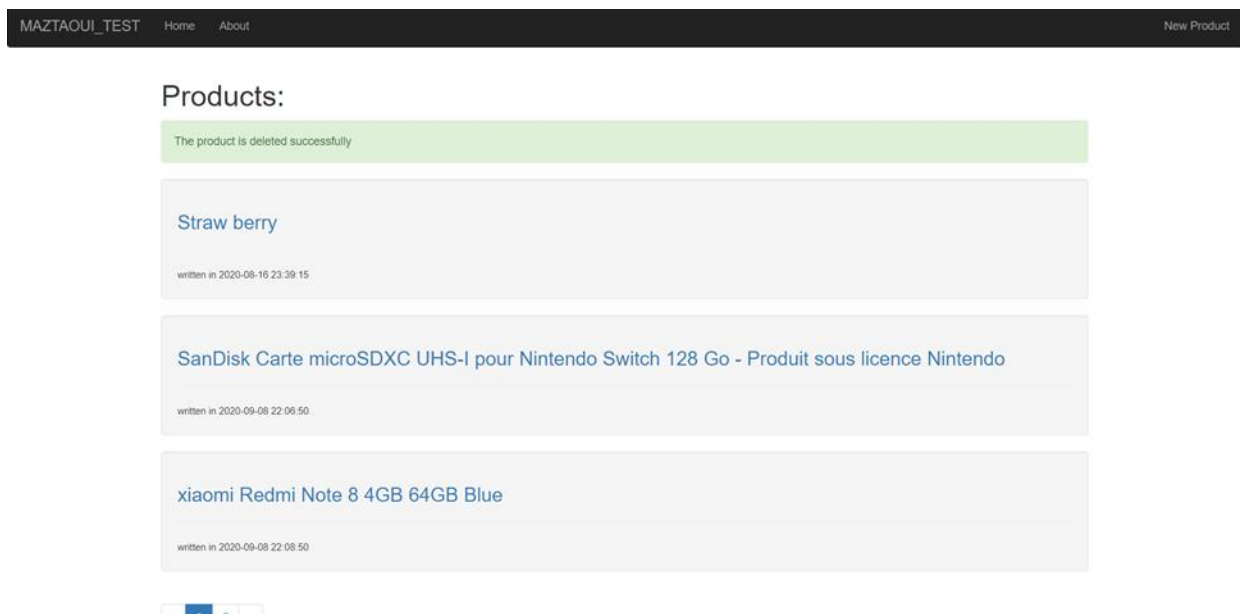 MAZTAOUI_TEST Home About New Product
Products:
The product is deleted successfully
Straw berry
written in 2020-08-16 23:39:15
SanDisk Carte microSDXC UHS-I pour Nintendo Switch 128 Go - Produit sous licence Nintendo
written in 2020-09-08 22:06:50
xiaomi Redmi Note 8 4GB 64GB Blue
written in 2020-09-08 22:08:50